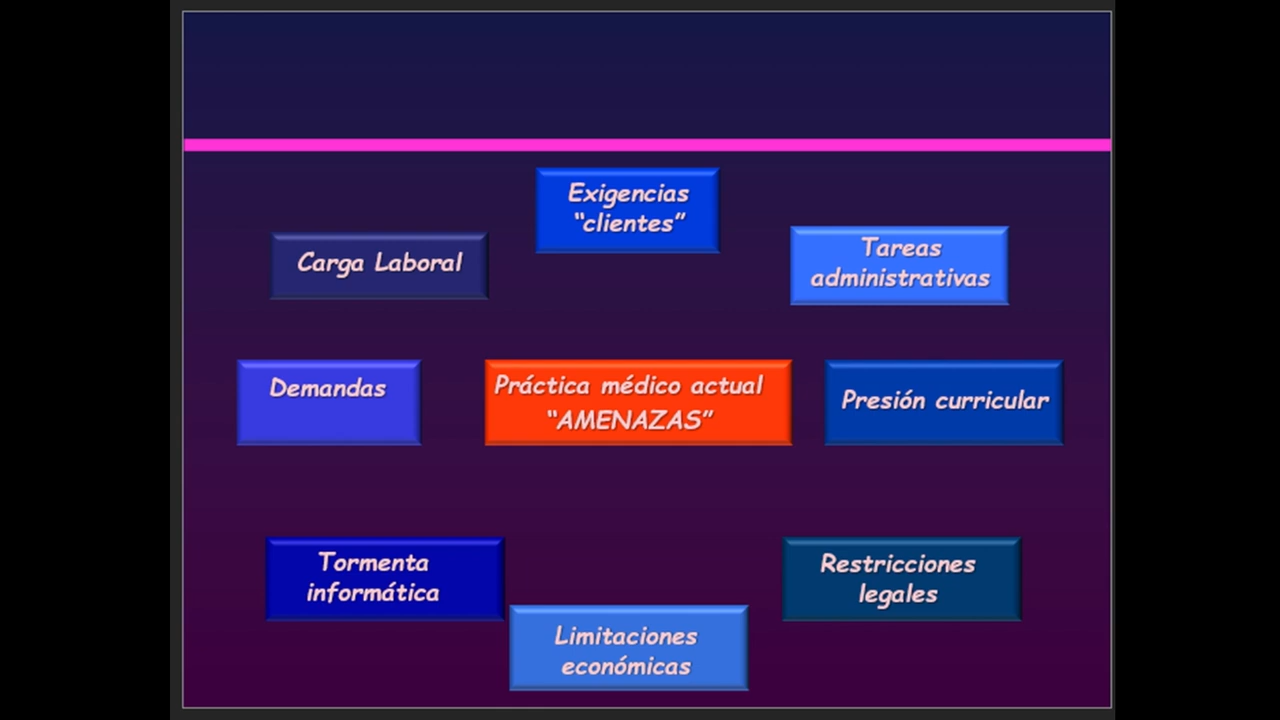 Exigencias
“clientes”
Carga Laboral
Tareas
administrativas
Demandas
Práctica médico actual
“AMENAZAS”
Presión curricular
Tormenta
informática
Restricciones
legales
Limitaciones
económicas